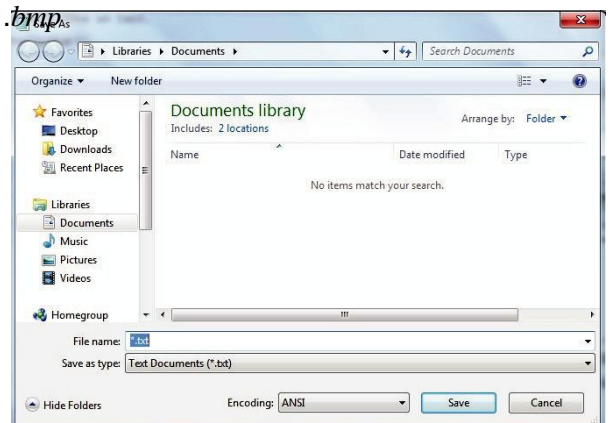 .bmp
Save As
Libraries Documents
Search Documents
Organize New folder
Favorites
Desktop
Downloads
Recent Places
Libraries
Documents
Music
Pictures
Videos
Homegroup
Documents library
Includes: 2 locations
Arrange by: Folder
Name Date modified Type
No items match your search.
File name: *.txt
Save as type: Text Documents (*.txt)
Hide Folders
Encoding: ANSI
Save Cancel